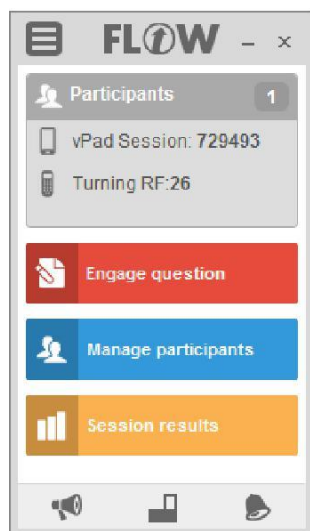 FLOW
Participants 1
vPad Session: 729493
Turning RF:26
Engage question
Manage participants
Session results